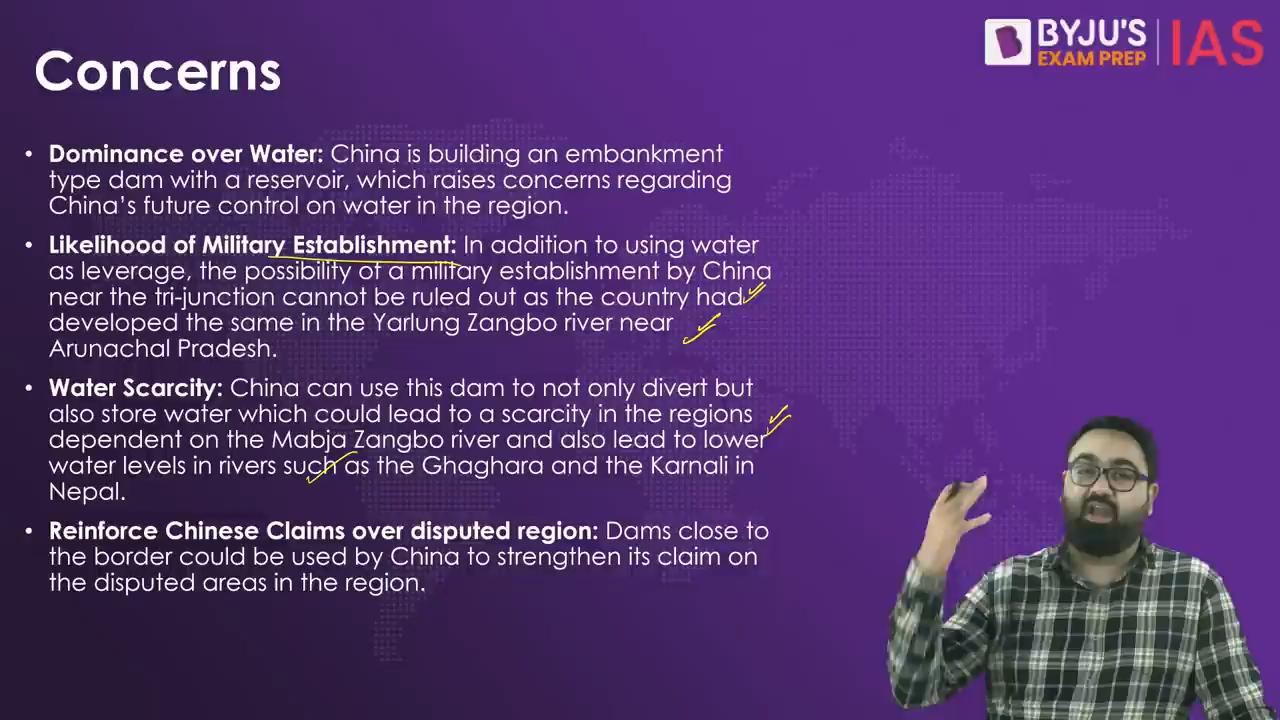 BYJU'S
EXAM PREP
IAS
Concerns
• Dominance over Water: China is building an embankment
type dam with a reservoir, which raises concerns regarding
China's future control on water in the region.
• Likelihood of Military Establishment: In addition to using water
as leverage, the possibility of a military establishment by China
near the tri-junction cannot be ruled out as the country had
developed the same in the Yarlung Zangbo river near
Arunachal Pradesh.
• Water Scarcity: China can use this dam to not only divert but
also store water which could lead to a scarcity in the regions
dependent on the Mabja Zangbo river and also lead to lower
water levels in rivers such as the Ghaghara and the Karnali in
Nepal.
• Reinforce Chinese Claims over disputed region: Dams close to
the border could be used by China to strengthen its claim on
the disputed areas in the region.